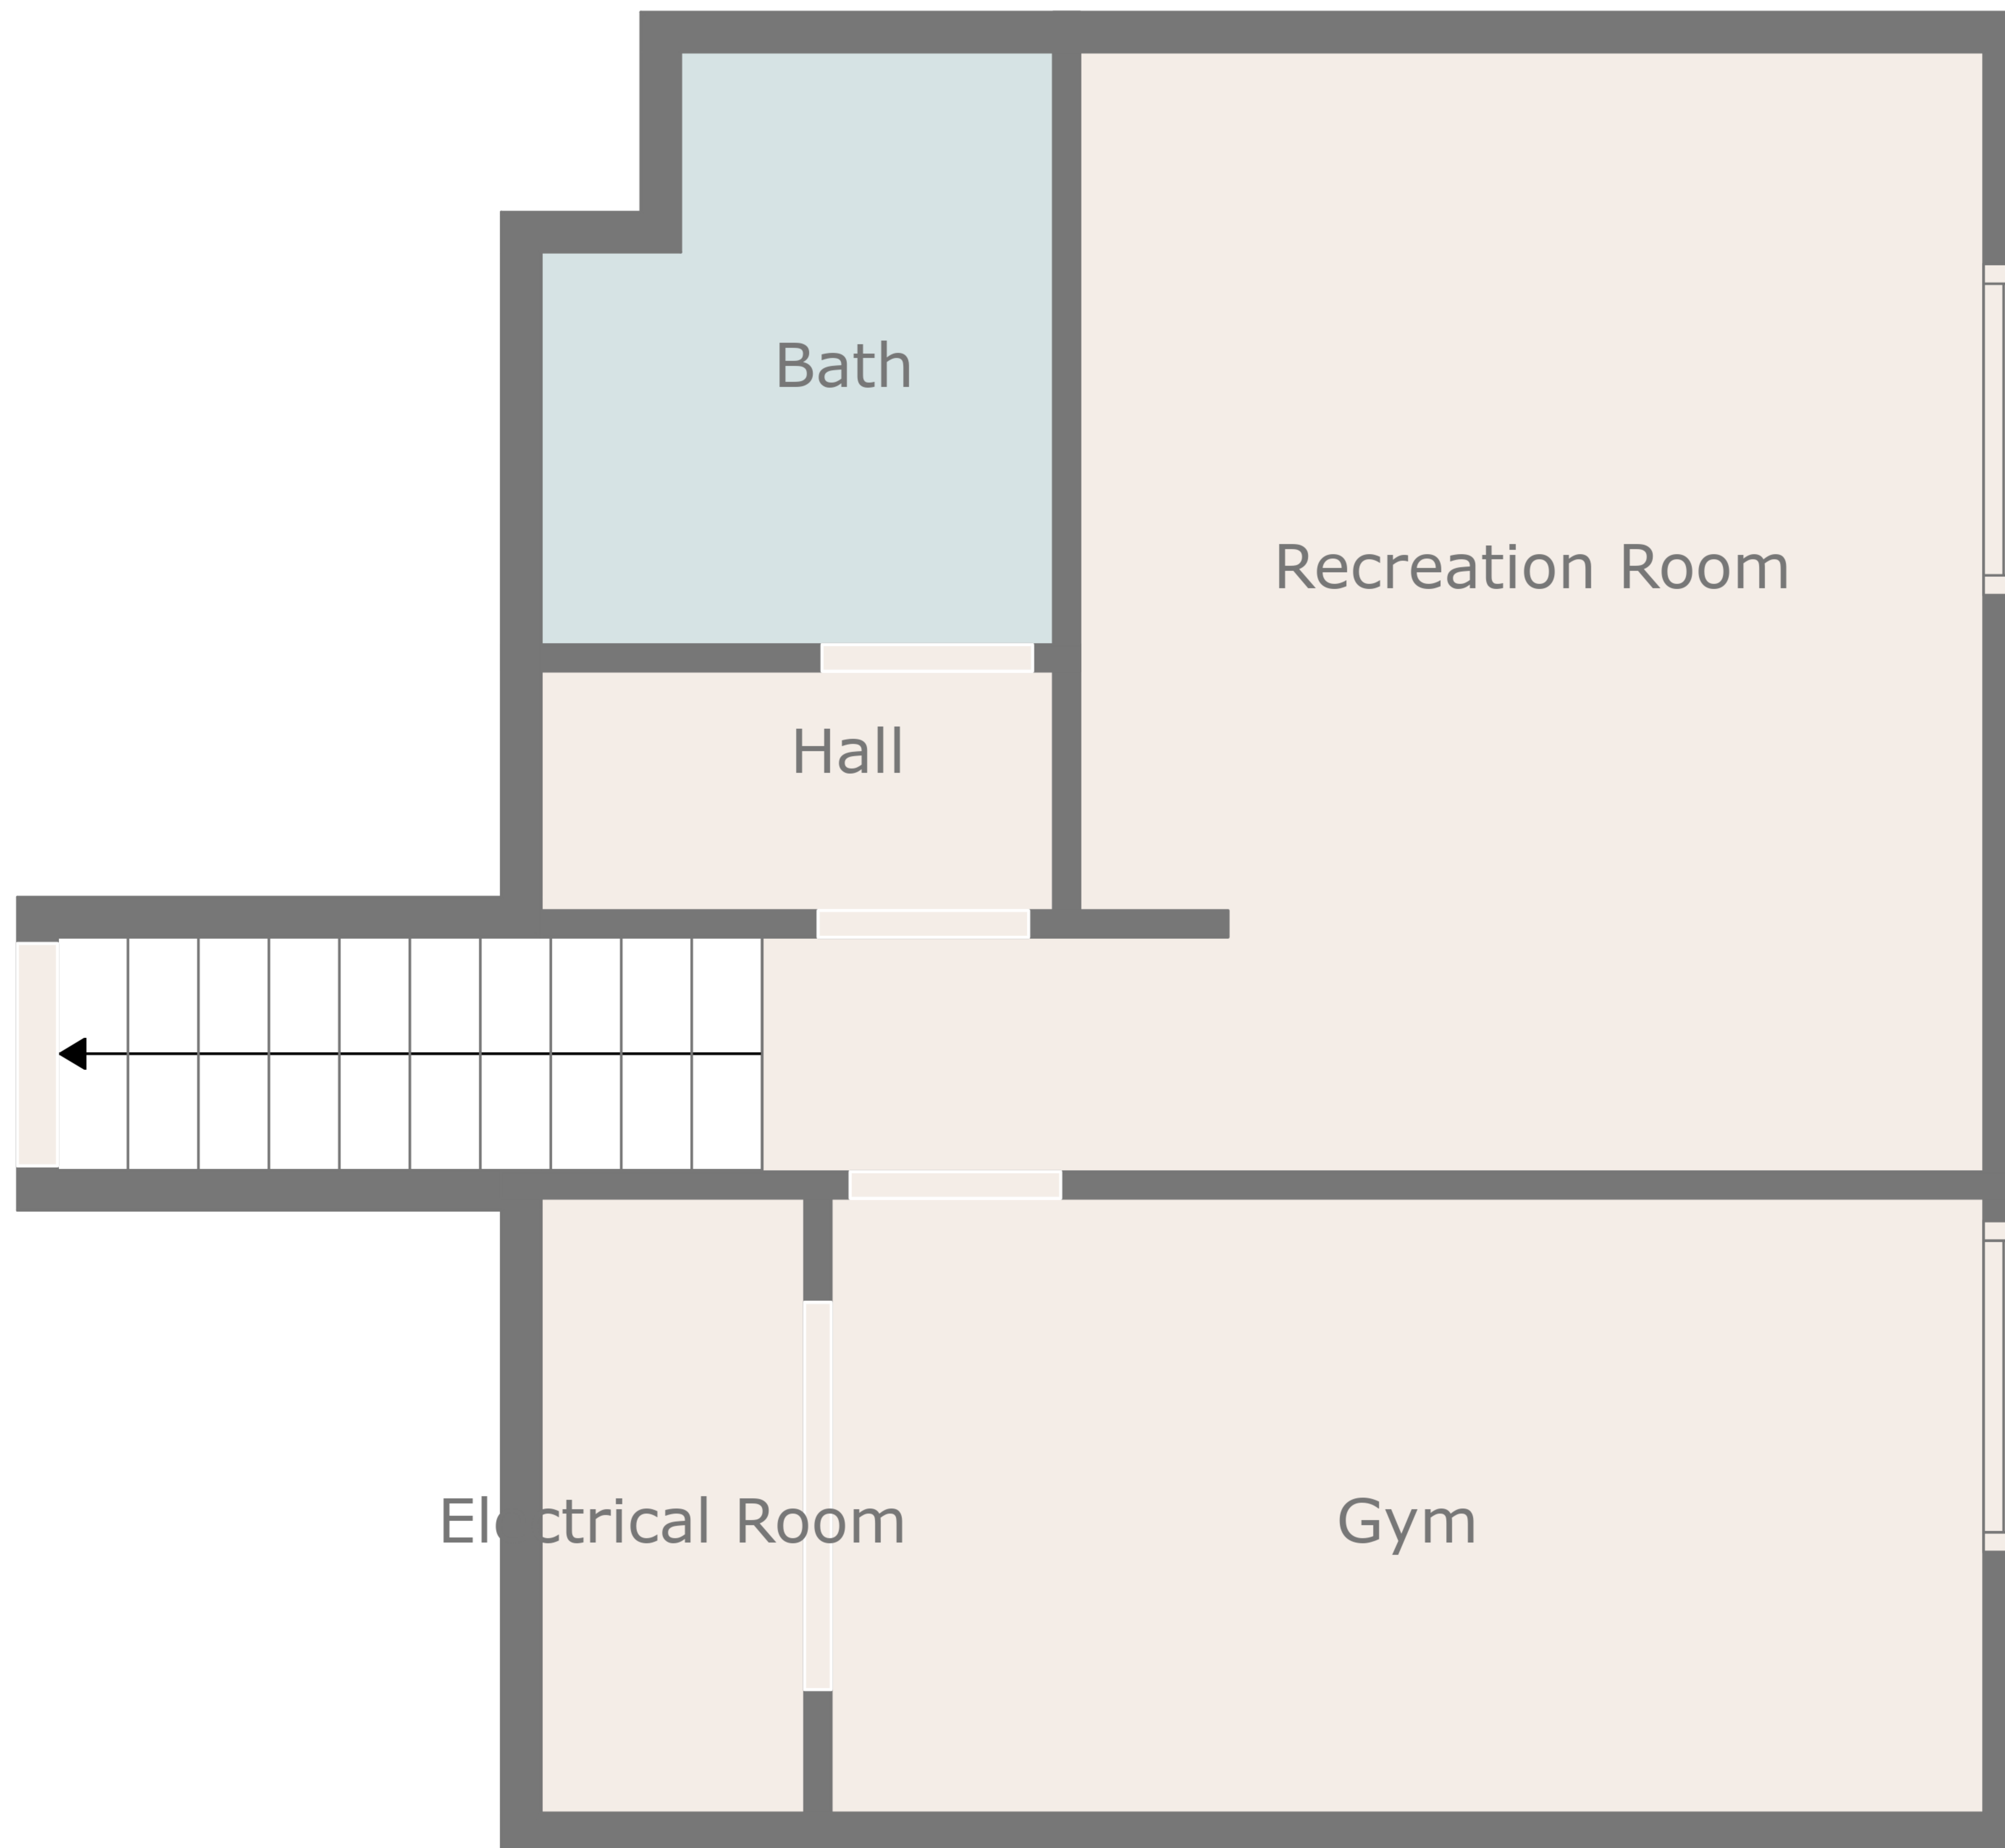 Bath
Recreation Room
Hall
Electrical Room
Gym